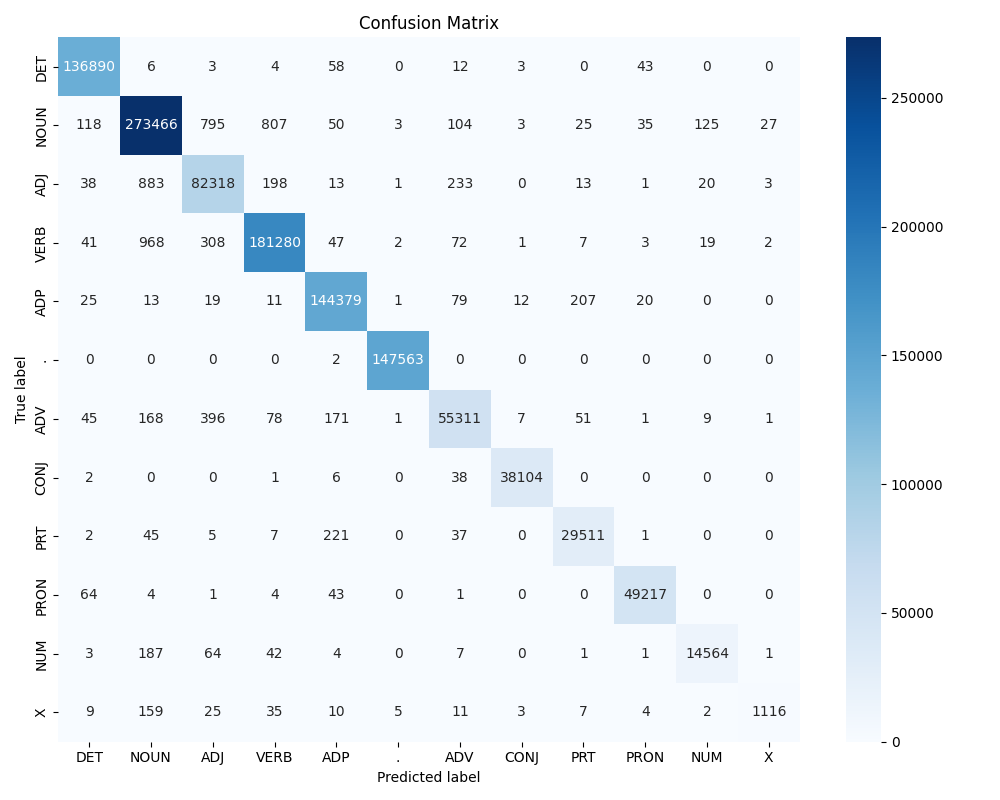 Confusion Matrix
DET 136890 6 3 4 58 0 12 3 0 43 0 0
NOUN 118 273466 795 807 50 3 104 3 25 35 125 27
ADJ 38 883 82318 198 13 1 233 0 13 1 20 3
VERB 41 968 308 181280 47 2 72 1 7 3 19 2
ADP 25 13 19 11 144379 1 79 12 207 20 0 0
. 0 0 0 0 2 147563 0 0 0 0 0 0
ADV 45 168 396 78 171 1 55311 7 51 1 9 1
CONJ 2 0 0 1 6 0 38 38104 0 0 0 0
PRT 2 45 5 7 221 0 37 0 29511 1 0 0
PRON 64 4 1 4 43 0 1 0 0 49217 0 0
NUM 3 187 64 42 4 0 7 0 1 1 14564 1
X 9 159 25 35 10 5 11 3 7 4 2 1116
DET NOUN ADJ VERB ADP . ADV CONJ PRT PRON NUM X
Predicted label
True label
250000
200000
150000
100000
50000
0